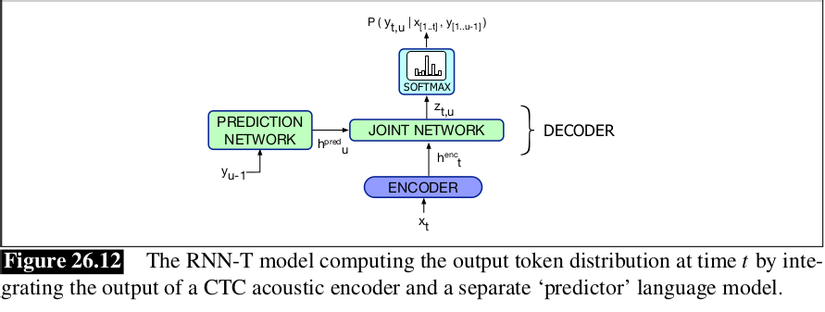 P ( y_{t,u} | x_{[1..t]} , y_{[1..u-1]} )
SOFTMAX
z_{t,u}
PREDICTION
NETWORK
JOINT NETWORK
DECODER
h^{pred}_u
y_{u-1}
h^{enc}_t
ENCODER
x_t
Figure 26.12 The RNN-T model computing the output token distribution at time t by inte-
grating the output of a CTC acoustic encoder and a separate ‘predictor’ language model.